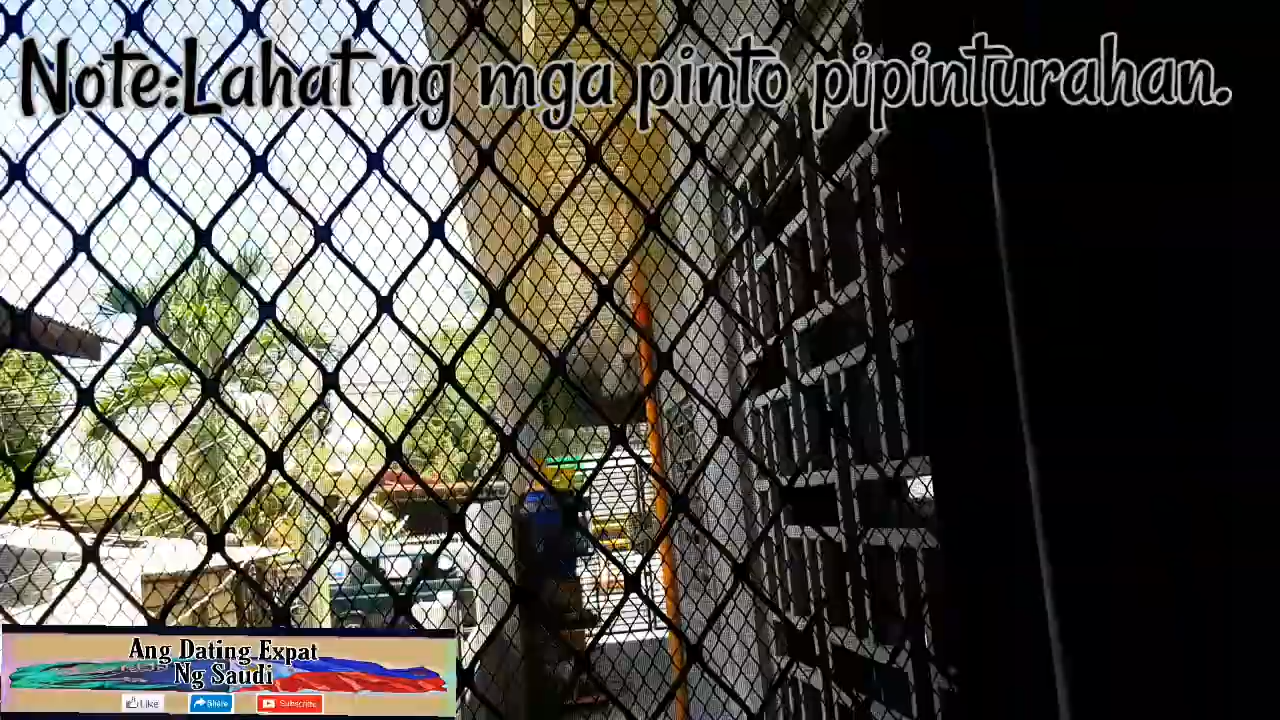 Note:Lahat ng mga pinto pipinturahan.
Ang Dating Expat
Ng Saudi
Like
Share
Subscribe